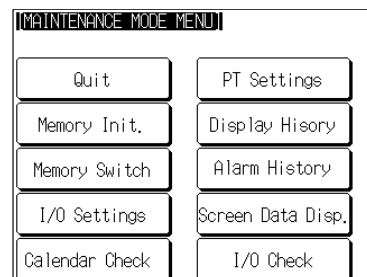 [MAINTENANCE MODE MENU]
Quit
PT Settings
Memory Init.
Display Hisory
Memory Switch
Alarm History
I/O Settings
Screen Data Disp.
Calendar Check
I/O Check